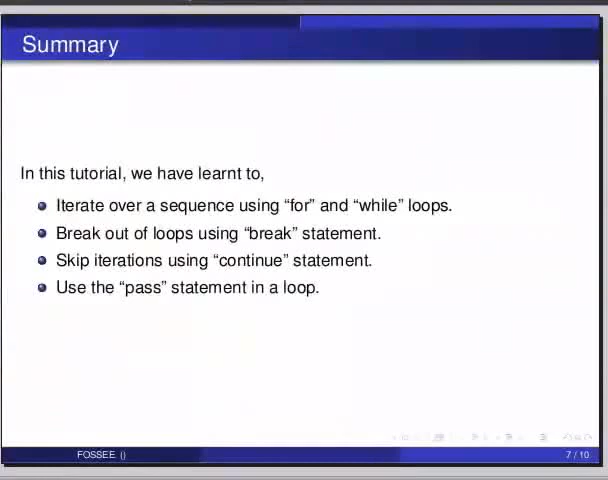 Summary
In this tutorial, we have learnt to,
Iterate over a sequence using “for” and “while” loops.
Break out of loops using “break” statement.
Skip iterations using “continue” statement.
Use the “pass” statement in a loop.
FOSSEE ()
7 / 10